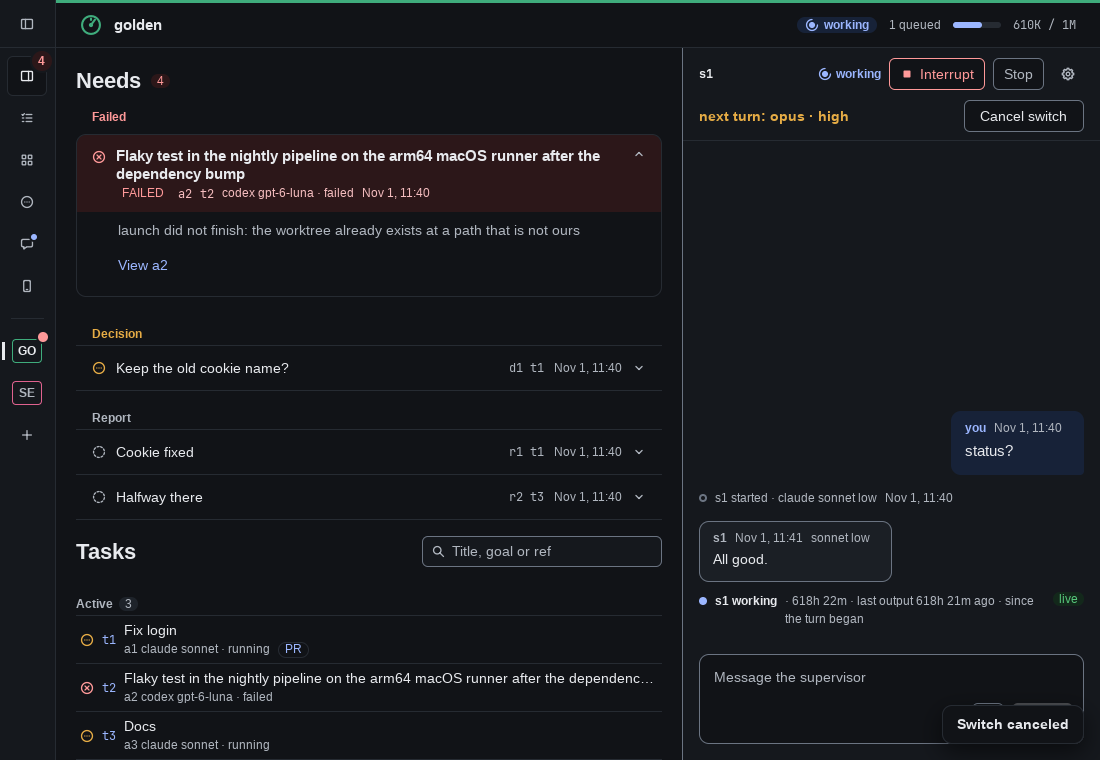 golden
working
1 queued
610K / 1M
4
GO
SE
Needs 4
Failed
Flaky test in the nightly pipeline on the arm64 macOS runner after the
dependency bump
FAILED a2 t2 codex gpt-6-luna · failed Nov 1, 11:40
launch did not finish: the worktree already exists at a path that is not ours
View a2
Decision
Keep the old cookie name? d1 t1 Nov 1, 11:40
Report
Cookie fixed r1 t1 Nov 1, 11:40
Halfway there r2 t3 Nov 1, 11:40
Tasks
Title, goal or ref
Active 3
t1 Fix login
a1 claude sonnet · running PR
t2 Flaky test in the nightly pipeline on the arm64 macOS runner after the dependenc…
a2 codex gpt-6-luna · failed
t3 Docs
a3 claude sonnet · running
s1
working
Interrupt
Stop
next turn: opus · high
Cancel switch
you Nov 1, 11:40
status?
s1 started · claude sonnet low Nov 1, 11:40
s1 Nov 1, 11:41 sonnet low
All good.
s1 working · 618h 22m · last output 618h 21m ago · since
the turn began
live
Message the supervisor
Switch canceled